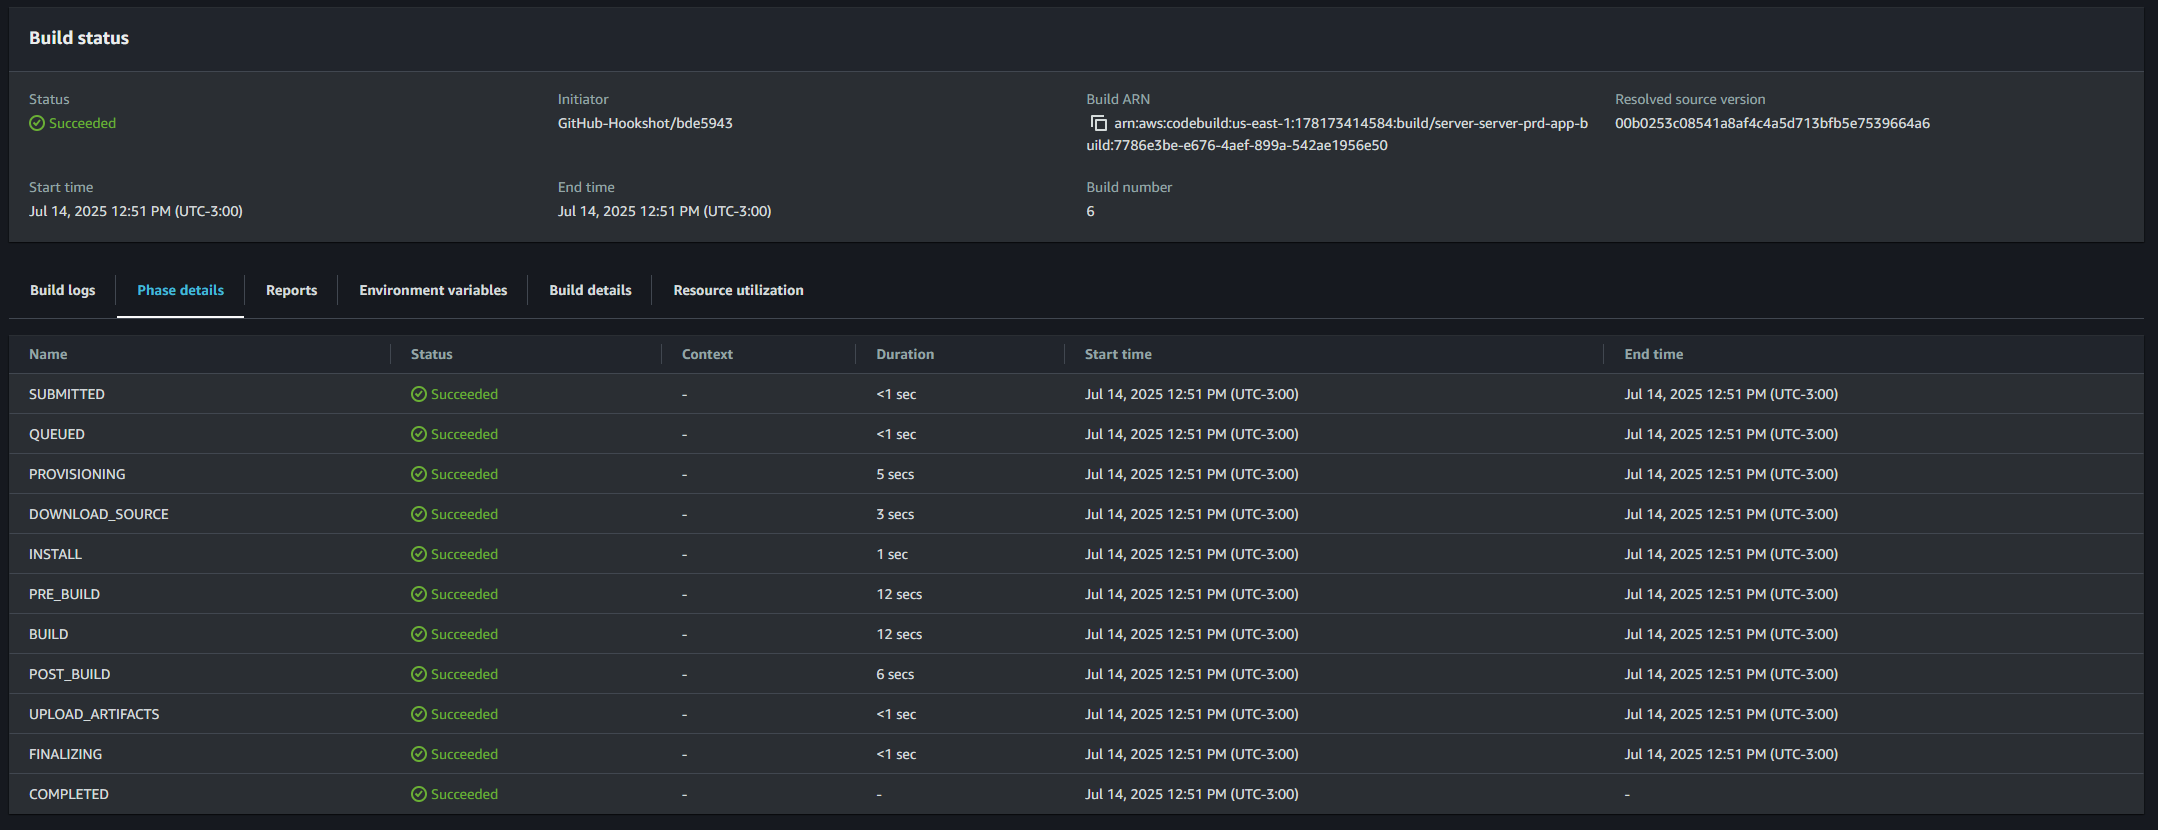 Build status
Status
Succeeded
Initiator
GitHub-Hookshot/bde5943
Build ARN
arn:aws:codebuild:us-east-1:178173414584:build/server-server-prd-app-b
uild:7786e3be-e676-4aef-899a-542ae1956e50
Resolved source version
00b0253c08541a8af4c4a5d713bfb5e7539664a6
Start time
Jul 14, 2025 12:51 PM (UTC-3:00)
End time
Jul 14, 2025 12:51 PM (UTC-3:00)
Build number
6
Build logs Phase details Reports Environment variables Build details Resource utilization
Name Status Context Duration Start time End time
SUBMITTED Succeeded - <1 sec Jul 14, 2025 12:51 PM (UTC-3:00) Jul 14, 2025 12:51 PM (UTC-3:00)
QUEUED Succeeded - <1 sec Jul 14, 2025 12:51 PM (UTC-3:00) Jul 14, 2025 12:51 PM (UTC-3:00)
PROVISIONING Succeeded - 5 secs Jul 14, 2025 12:51 PM (UTC-3:00) Jul 14, 2025 12:51 PM (UTC-3:00)
DOWNLOAD_SOURCE Succeeded - 3 secs Jul 14, 2025 12:51 PM (UTC-3:00) Jul 14, 2025 12:51 PM (UTC-3:00)
INSTALL Succeeded - 1 sec Jul 14, 2025 12:51 PM (UTC-3:00) Jul 14, 2025 12:51 PM (UTC-3:00)
PRE_BUILD Succeeded - 12 secs Jul 14, 2025 12:51 PM (UTC-3:00) Jul 14, 2025 12:51 PM (UTC-3:00)
BUILD Succeeded - 12 secs Jul 14, 2025 12:51 PM (UTC-3:00) Jul 14, 2025 12:51 PM (UTC-3:00)
POST_BUILD Succeeded - 6 secs Jul 14, 2025 12:51 PM (UTC-3:00) Jul 14, 2025 12:51 PM (UTC-3:00)
UPLOAD_ARTIFACTS Succeeded - <1 sec Jul 14, 2025 12:51 PM (UTC-3:00) Jul 14, 2025 12:51 PM (UTC-3:00)
FINALIZING Succeeded - <1 sec Jul 14, 2025 12:51 PM (UTC-3:00) Jul 14, 2025 12:51 PM (UTC-3:00)
COMPLETED Succeeded - - Jul 14, 2025 12:51 PM (UTC-3:00) -